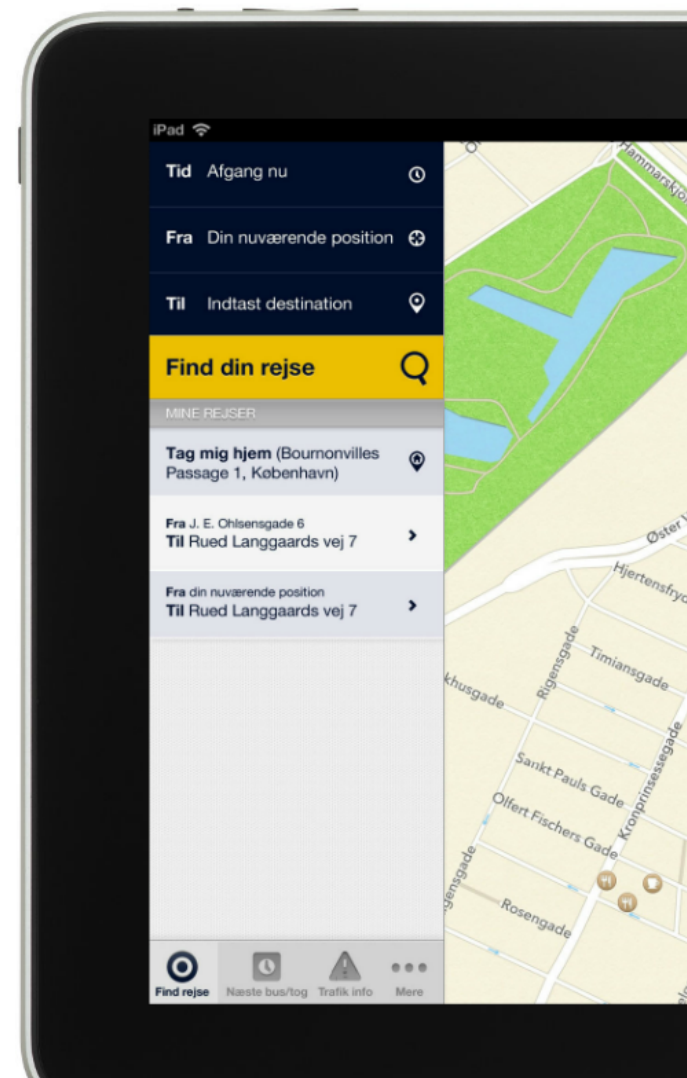 iPad
Tid Afgang nu
Fra Din nuværende position
Til Indtast destination
Find din rejse
MINE REJSER
Tag mig hjem (Bournonvilles
Passage 1, København)
Fra J. E. Ohlsensgade 6
Til Rued Langgaards vej 7
Fra din nuværende position
Til Rued Langgaards vej 7
Find rejse
Næste bus/tog
Trafik info
Mere
Øster
Rigensgade
Timiansgade
Sankt Pauls Gade
Olfert Fischers Gade
Kronprinsessegade
Rosengade